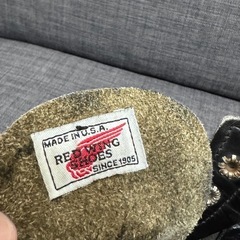 MADE IN U.S.A.
RED WING
SHOES
SINCE 1905